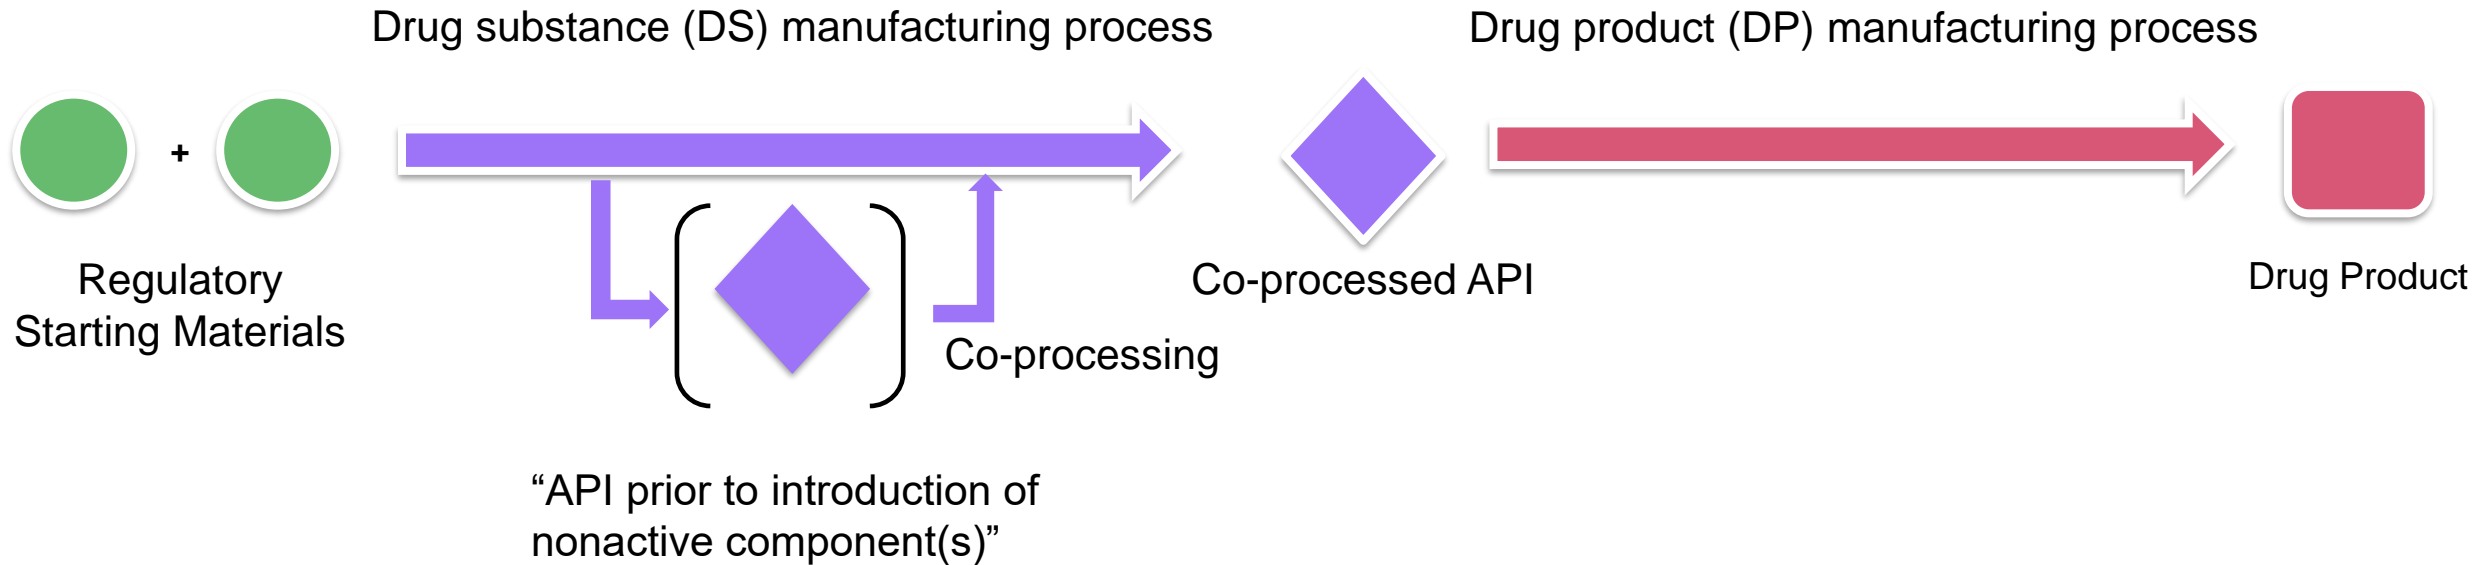 Drug substance (DS) manufacturing process
Drug product (DP) manufacturing process
+
Regulatory
Starting Materials
Co-processing
Co-processed API
Drug Product
“API prior to introduction of
nonactive component(s)”